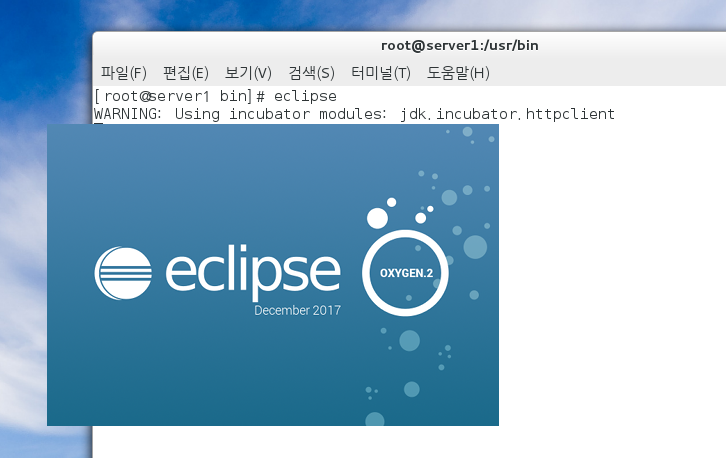 root@server1:/usr/bin
파일(F) 편집(E) 보기(V) 검색(S) 터미널(T) 도움말(H)
[root@server1 bin]# eclipse
WARNING: Using incubator modules: jdk.incubator.httpclient
eclipse
OXYGEN.2
December 2017